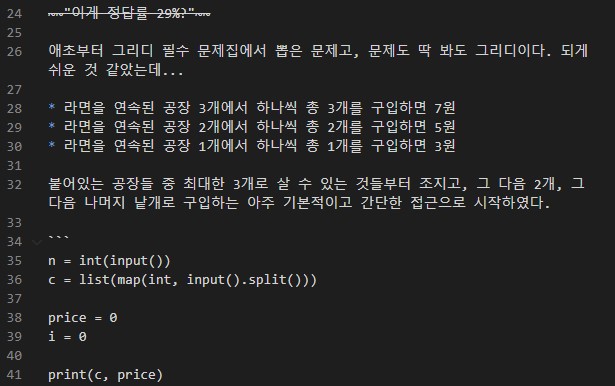 24 ~~"이게 정답률 29%?"~~
25
26 애초부터 그리디 필수 문제집에서 뽑은 문제고, 문제도 딱 봐도 그리디이다. 되게
쉬운 것 같았는데...
27
28 * 라면을 연속된 공장 3개에서 하나씩 총 3개를 구입하면 7원
29 * 라면을 연속된 공장 2개에서 하나씩 총 2개를 구입하면 5원
30 * 라면을 연속된 공장 1개에서 하나씩 총 1개를 구입하면 3원
31
32 붙어있는 공장들 중 최대한 3개로 살 수 있는 것들부터 조지고, 그 다음 2개, 그
다음 나머지 낱개로 구입하는 아주 기본적이고 간단한 접근으로 시작하였다.
33
34 ```
35 n = int(input())
36 c = list(map(int, input().split()))
37
38 price = 0
39 i = 0
40
41 print(c, price)